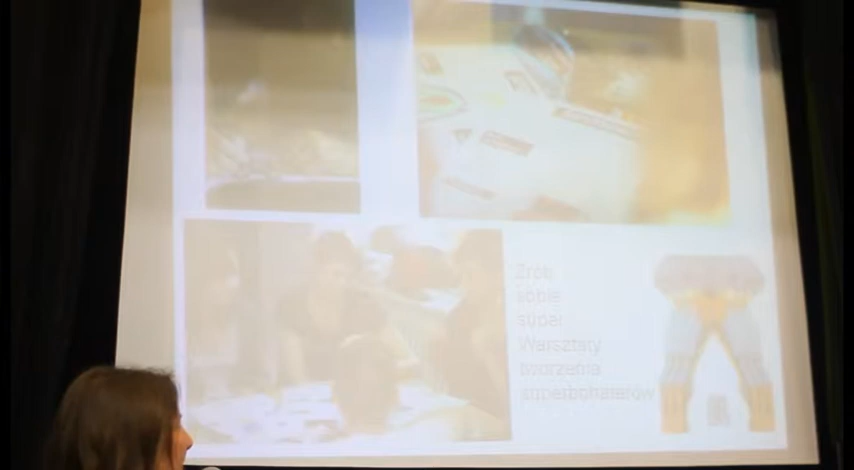 Zrób
sobie
super
Warsztaty
tworzenia
superbohaterów